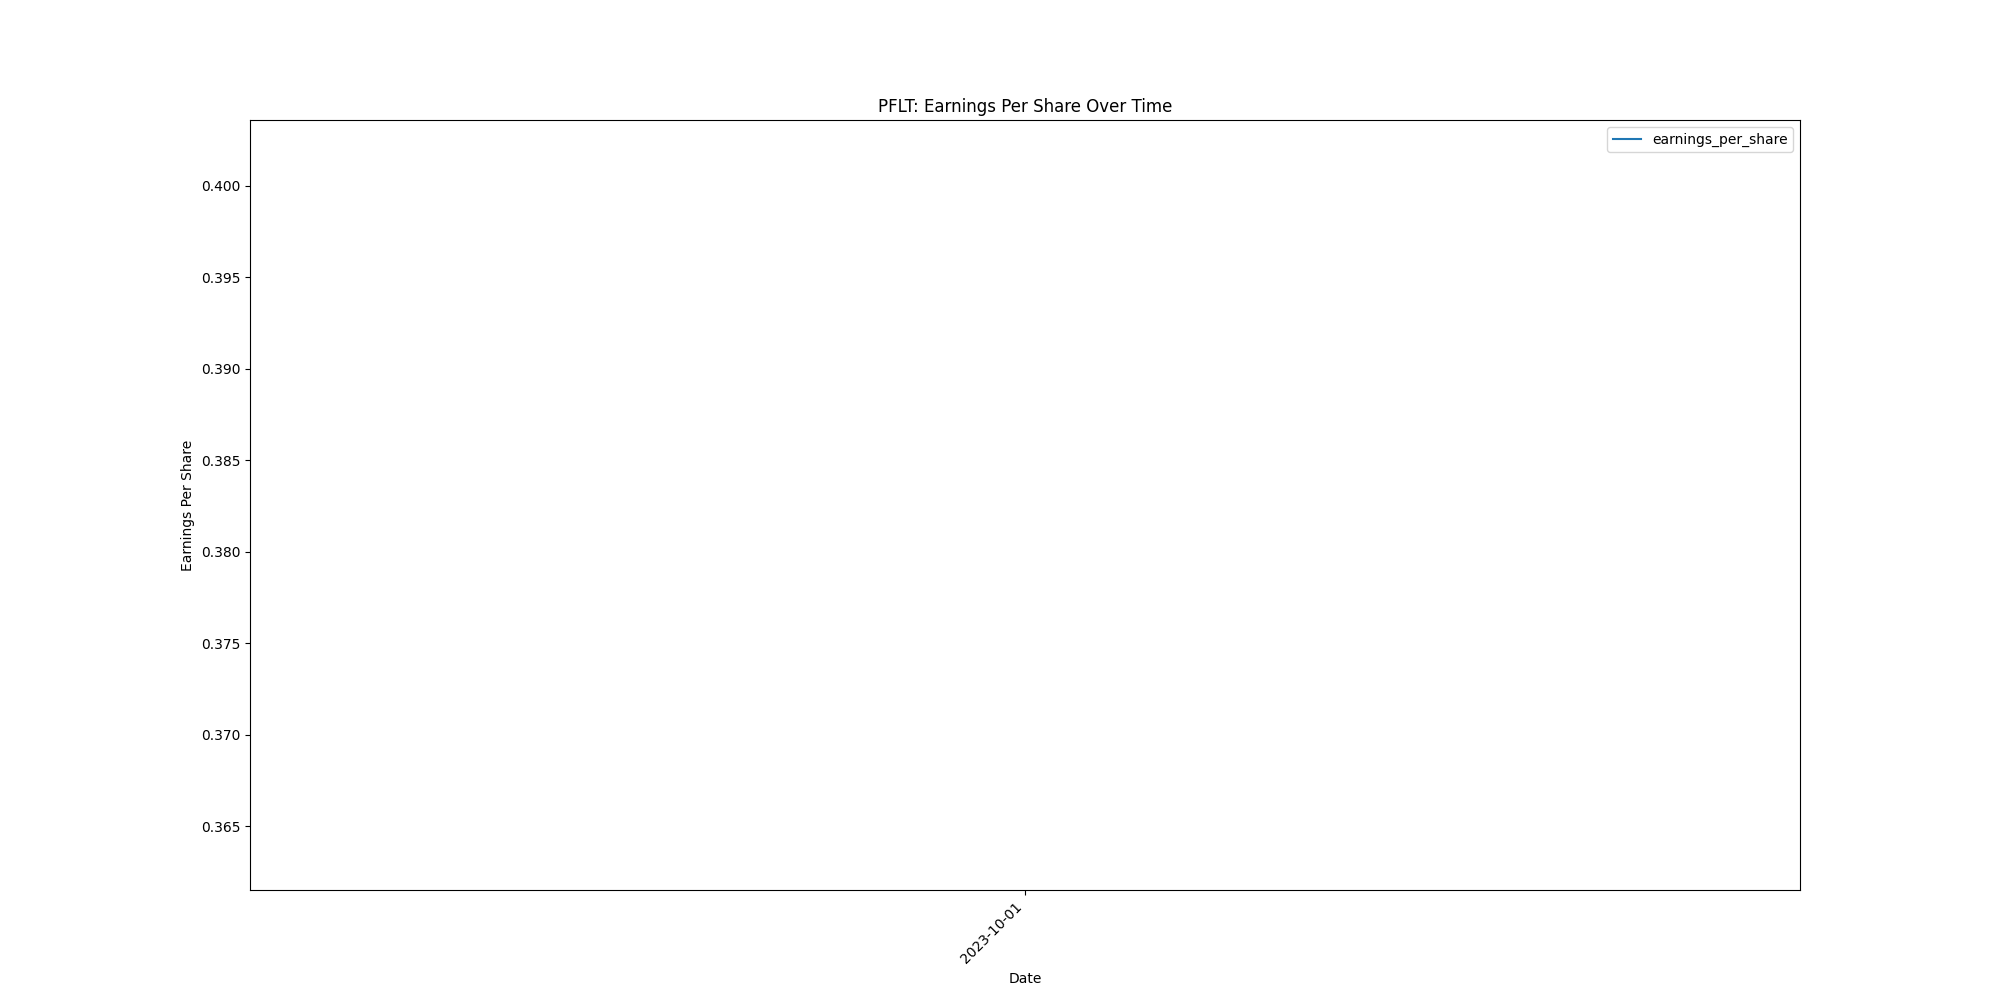 PFLT: Earnings Per Share Over Time
earnings_per_share
0.400
0.395
0.390
0.385
0.380
0.375
0.370
0.365
Earnings Per Share
2023-10-01
Date